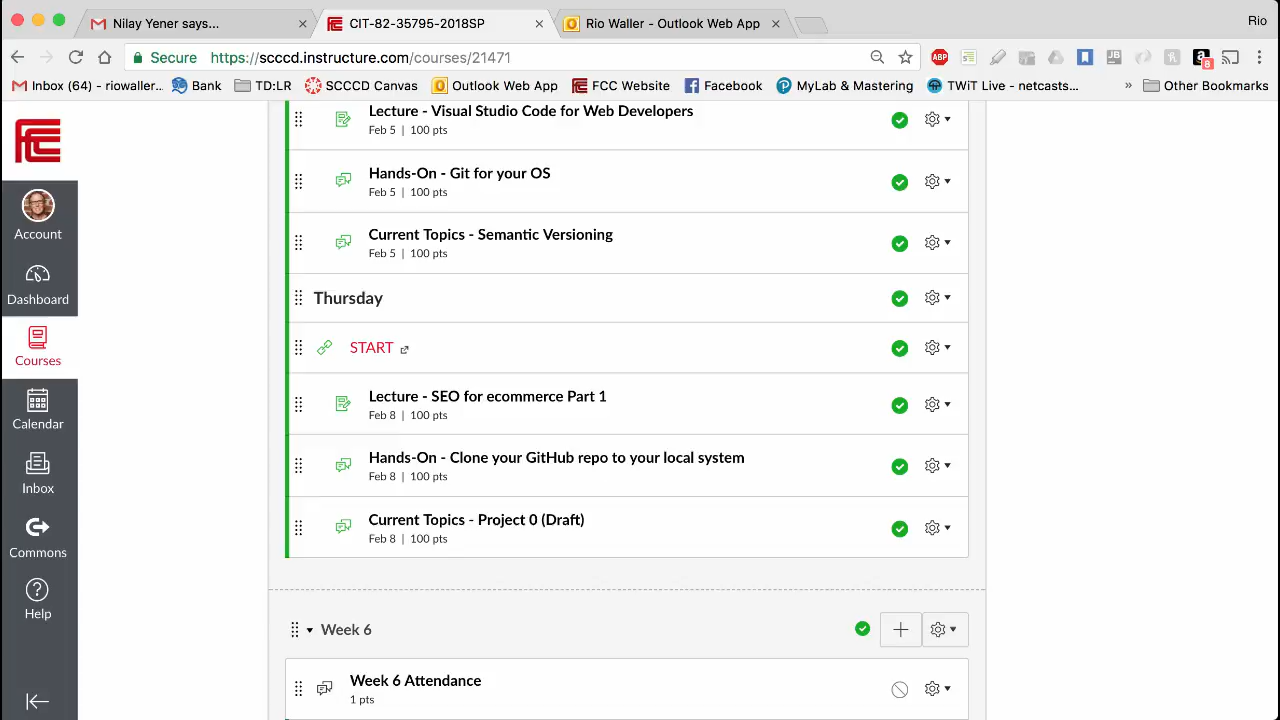 Nilay Yener says...
CIT-82-35795-2018SP
Rio Waller - Outlook Web App
Rio
Secure
https://scccd.instructure.com/courses/21471
ABP
JB
8
Inbox (64) - riowaller...
Bank
TD:LR
SCCCD Canvas
Outlook Web App
FCC Website
Facebook
MyLab & Mastering
TWiT Live - netcasts...
»
Other Bookmarks
FCC
Account
Dashboard
Courses
Calendar
Inbox
Commons
Help
Lecture - Visual Studio Code for Web Developers
Feb 5 | 100 pts
Hands-On - Git for your OS
Feb 5 | 100 pts
Current Topics - Semantic Versioning
Feb 5 | 100 pts
Thursday
START
Lecture - SEO for ecommerce Part 1
Feb 8 | 100 pts
Hands-On - Clone your GitHub repo to your local system
Feb 8 | 100 pts
Current Topics - Project 0 (Draft)
Feb 8 | 100 pts
Week 6
Week 6 Attendance
1 pts